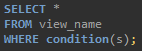 SELECT *
FROM view_name
WHERE condition(s);